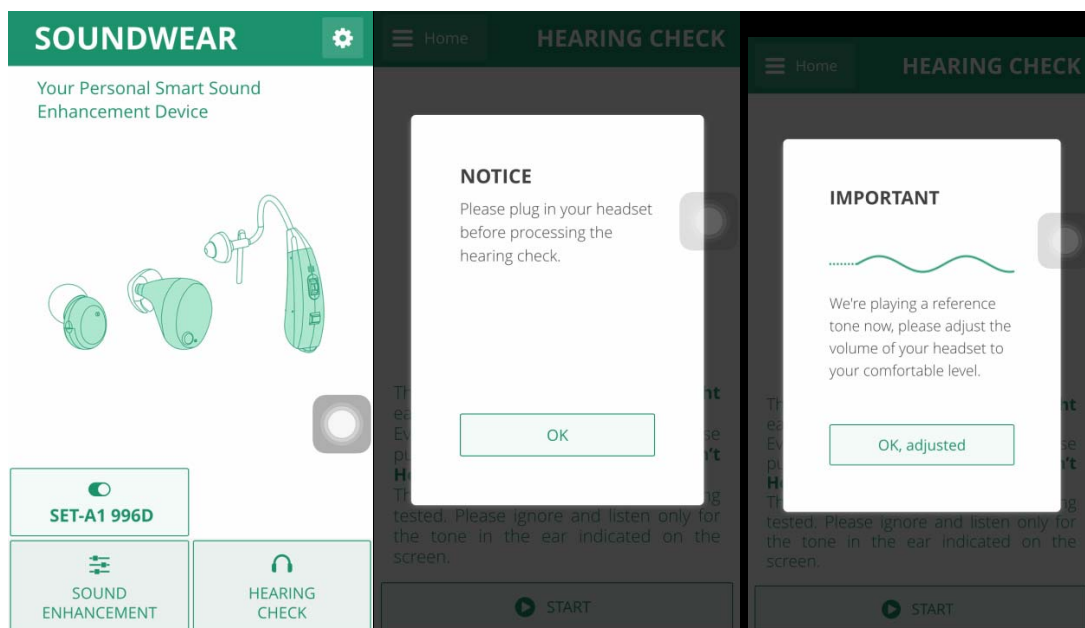 SOUNDWEAR
Your Personal Smart Sound
Enhancement Device
SET-A1 996D
SOUND
ENHANCEMENT
HEARING
CHECK
Home
HEARING CHECK
NOTICE
Please plug in your headset
before processing the
hearing check.
OK
tested. Please ignore and listen only for
the tone in the ear indicated on the
screen.
START
Home
HEARING CHECK
IMPORTANT
We're playing a reference
tone now, please adjust the
volume of your headset to
your comfortable level.
OK, adjusted
tested. Please ignore and listen only for
the tone in the ear indicated on the
screen.
START